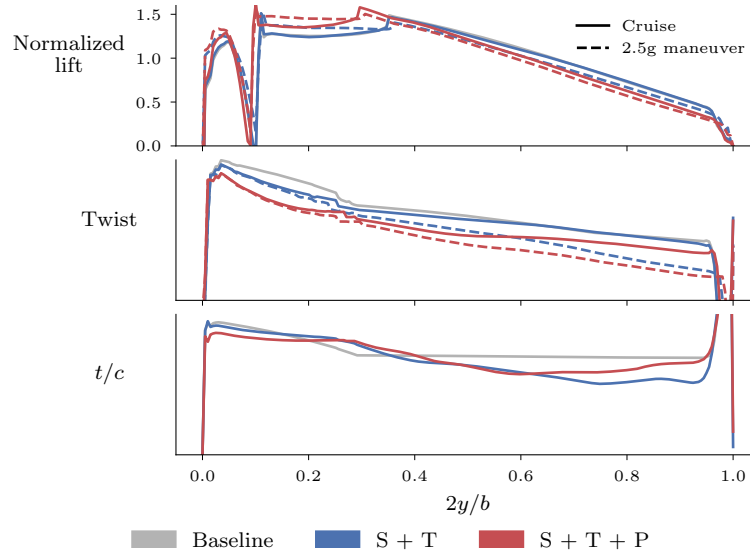 1.5
1.0
0.5
0.0
Normalized
lift
Cruise
2.5g maneuver
Twist
t/c
0.0 0.2 0.4 0.6 0.8 1.0
2y/b
Baseline S + T S + T + P